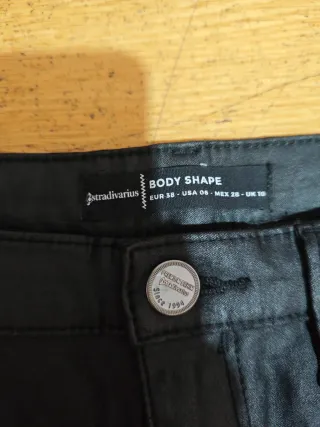 stradivarius
BODY SHAPE
EUR 38 - USA 06 - MEX 28 - UK 10
Since 1994